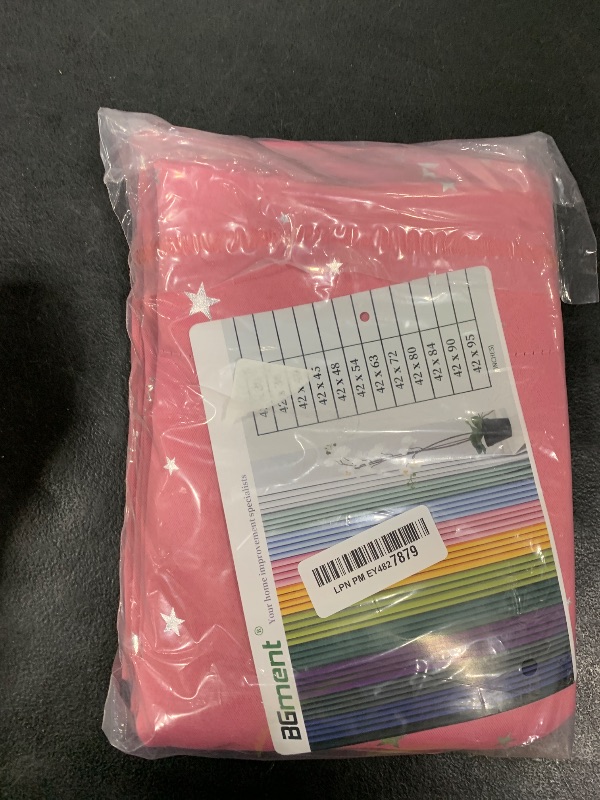 BGment ®
Your home improvement specialists
42 x 45
42 x 48
42 x 54
42 x 63
42 x 72
42 x 80
42 x 84
42 x 90
42 x 95
LPN PM EY4827879